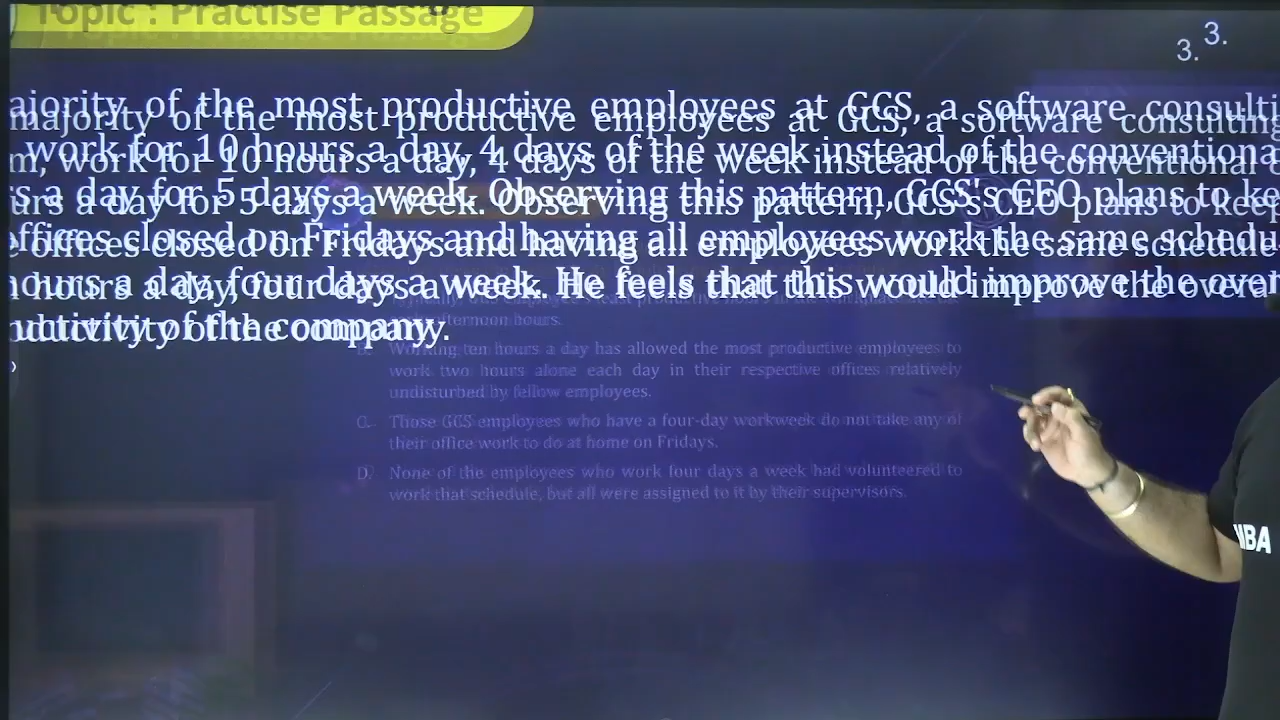 Topic : Practise Passage
3. 3.
majority of the most productive employees at GCS, a software consulting
m, work for 10 hours a day, 4 days of the week instead of the conventional
urs a day for 5 days a week. Observing this pattern, GCS's CEO plans to keep
offices closed on Fridays and having all employees work the same schedu
hours a day, four days a week. He feels that this would improve the overa
uctivity of the company.
afternoon hours.
B. Working ten hours a day has allowed the most productive employees to
work two hours alone each day in their respective offices relatively
undisturbed by fellow employees.
C. Those GCS employees who have a four-day workweek do not take any of
their office work to do at home on Fridays.
D. None of the employees who work four days a week had volunteered to
work that schedule, but all were assigned to it by their supervisors.
MBA